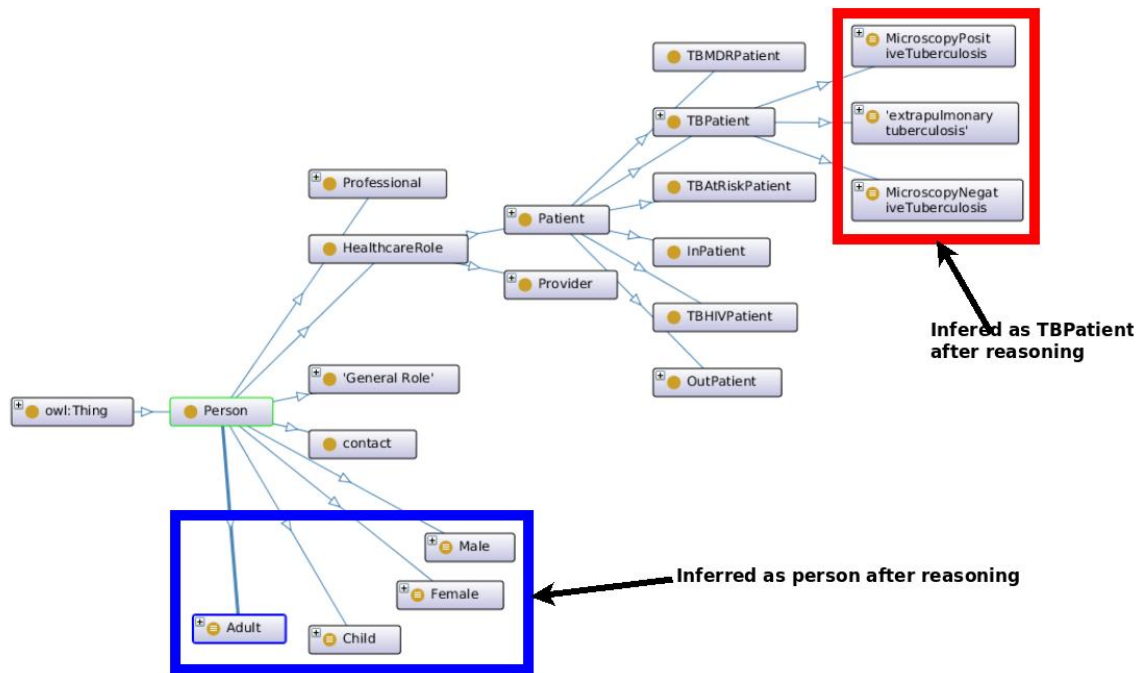 MicroscopyPosit
iveTuberculosis
TBMDRPatient
TBPatient
'extrapulmonary
tuberculosis'
Professional
TBAtRiskPatient
MicroscopyNegat
iveTuberculosis
Patient
HealthcareRole
InPatient
Provider
TBHIVPatient
Infered as TBPatient
after reasoning
'General Role'
OutPatient
owl:Thing
Person
contact
Male
Inferred as person after reasoning
Female
Adult
Child